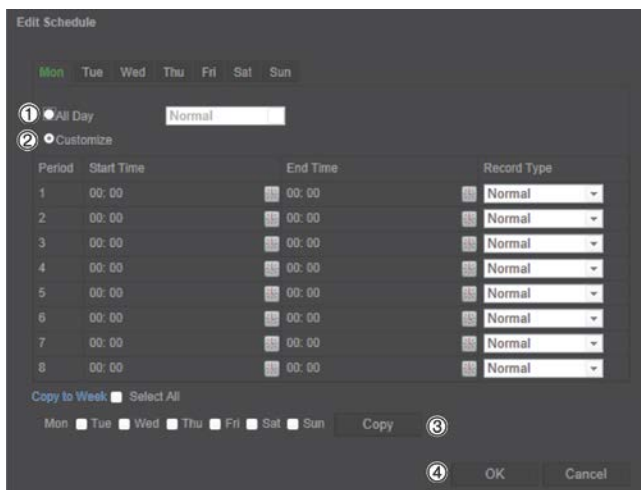 Edit Schedule
Mon Tue Wed Thu Fri Sat Sun
① All Day Normal
② Customize
Period Start Time End Time Record Type
1 00: 00 00: 00 Normal
2 00: 00 00: 00 Normal
3 00: 00 00: 00 Normal
4 00: 00 00: 00 Normal
5 00: 00 00: 00 Normal
6 00: 00 00: 00 Normal
7 00: 00 00: 00 Normal
8 00: 00 00: 00 Normal
Copy to Week Select All
Mon Tue Wed Thu Fri Sat Sun Copy ③
④ OK Cancel